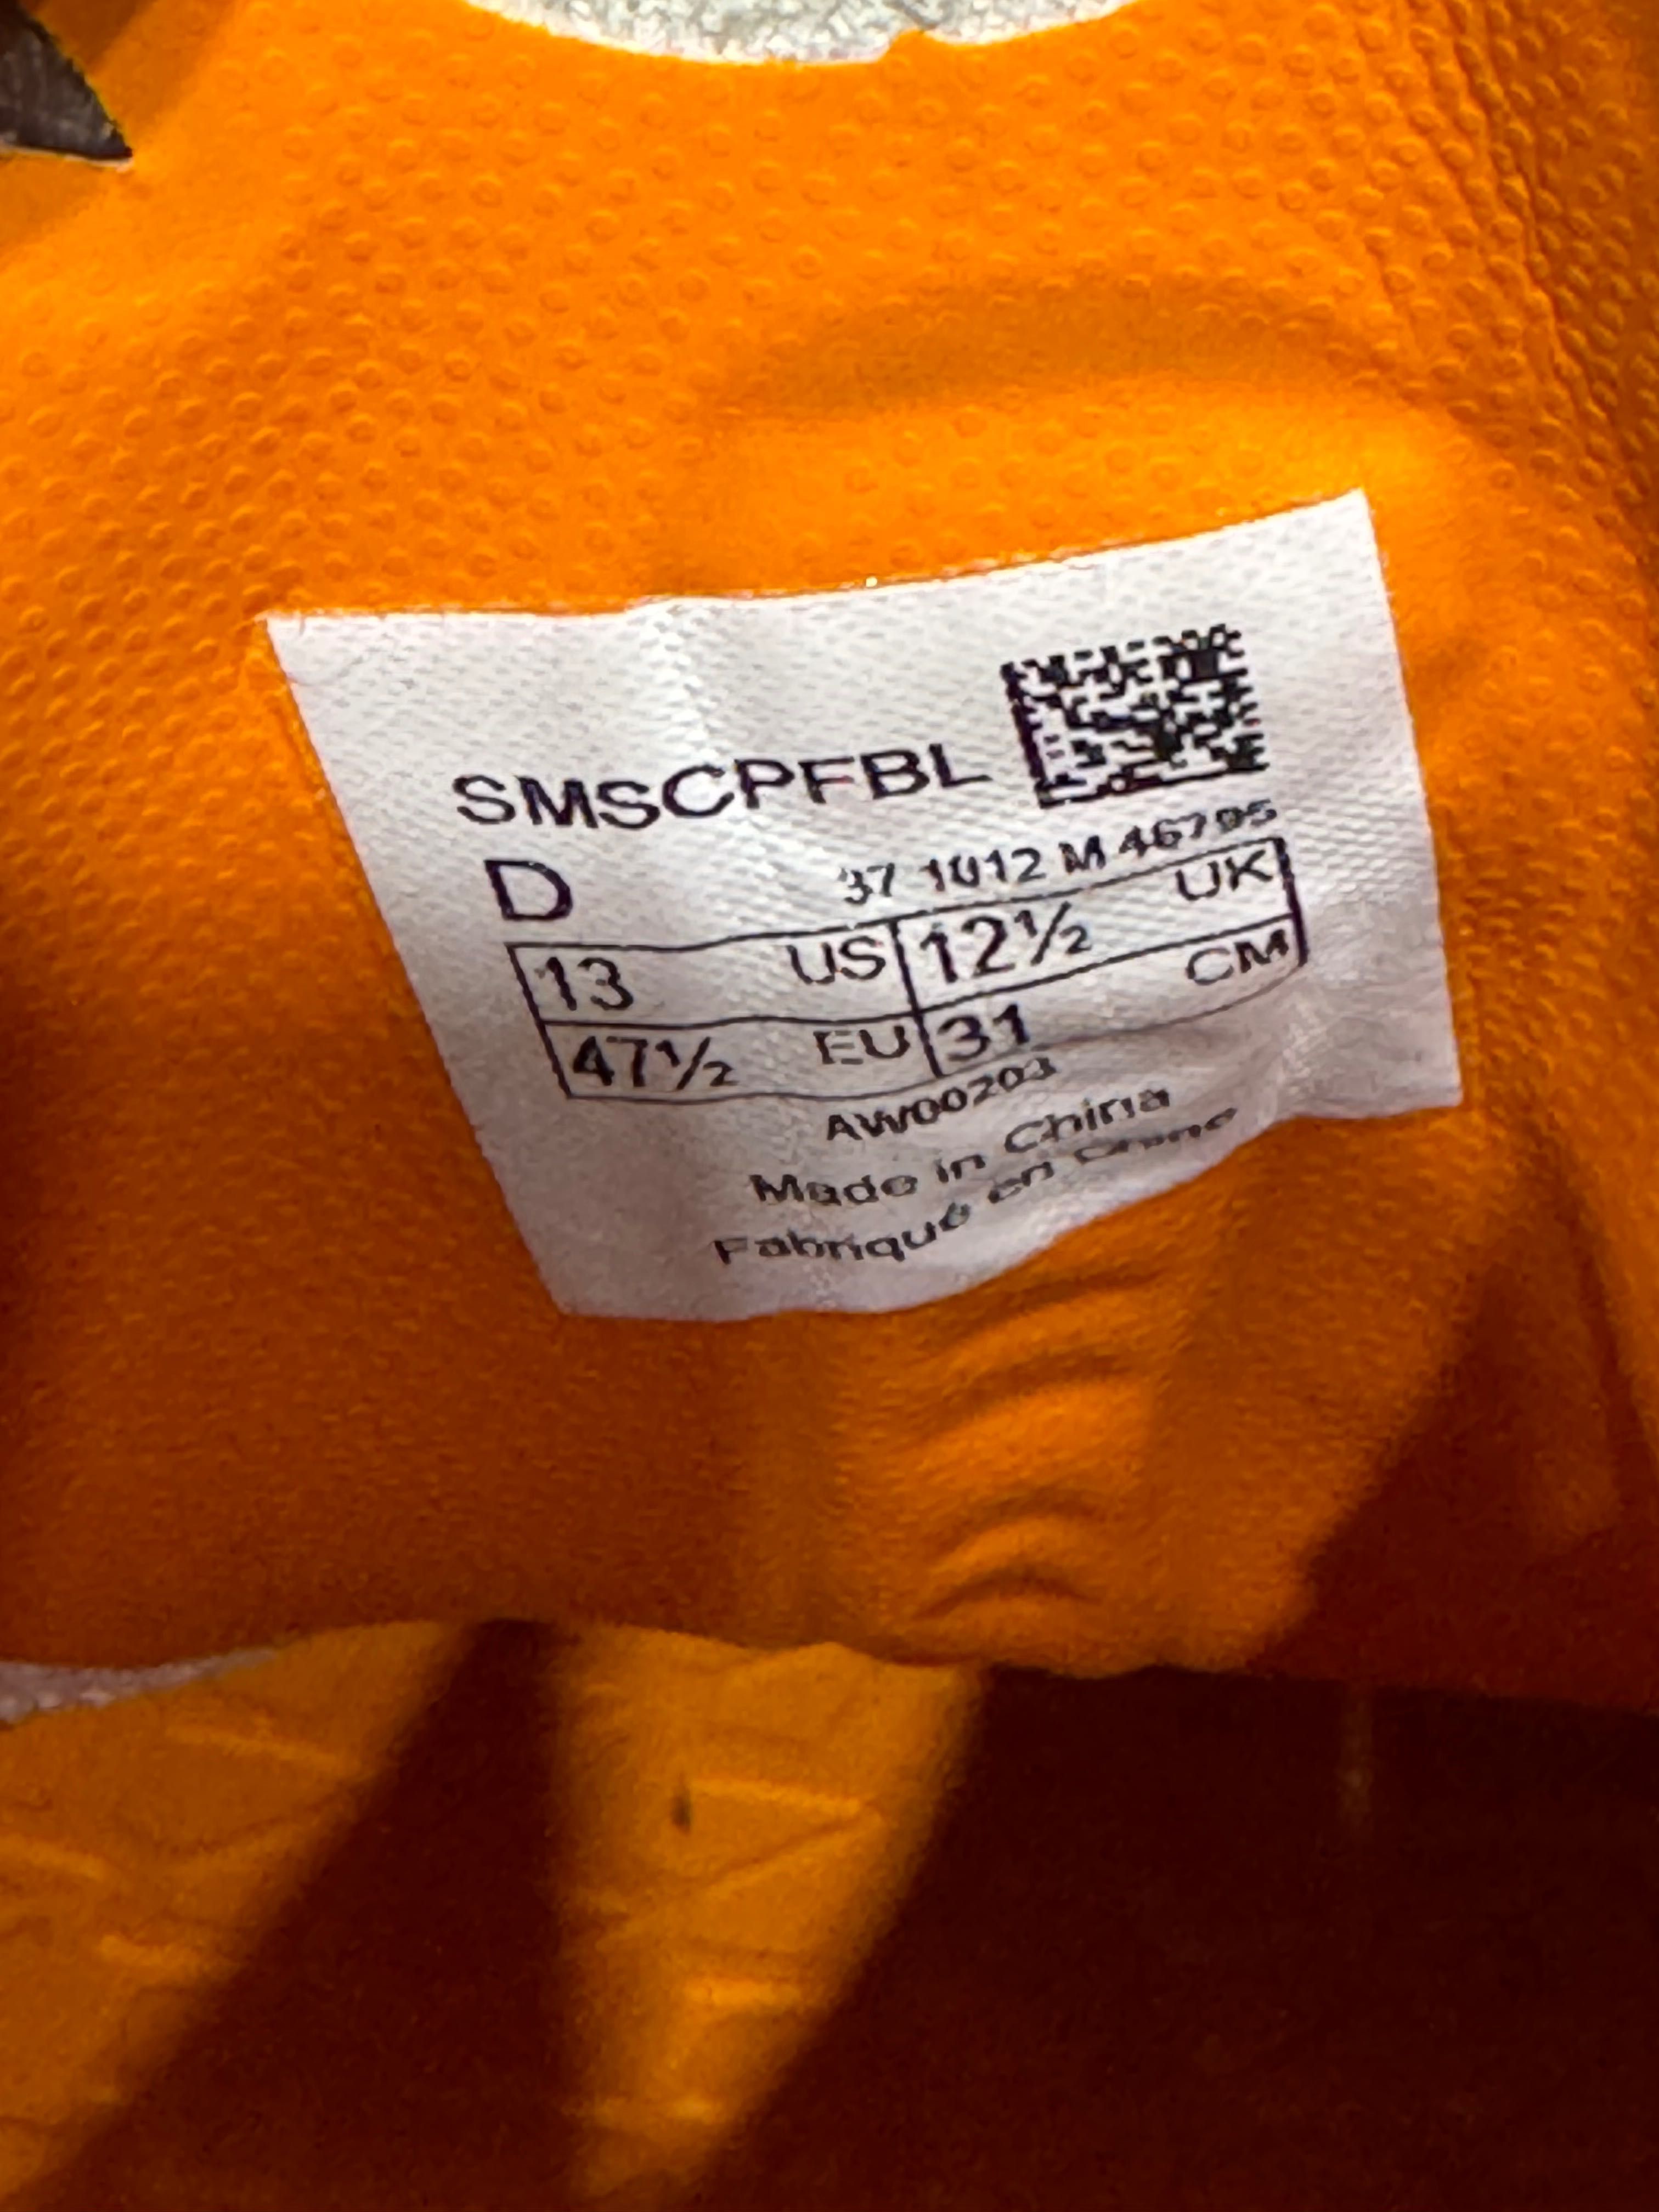 SMSCPFBL
D 37 1012 M 46795
13 US 12½ UK
47½ EU 31 CM
AW00203
Made in China
Fabriqué en Chine